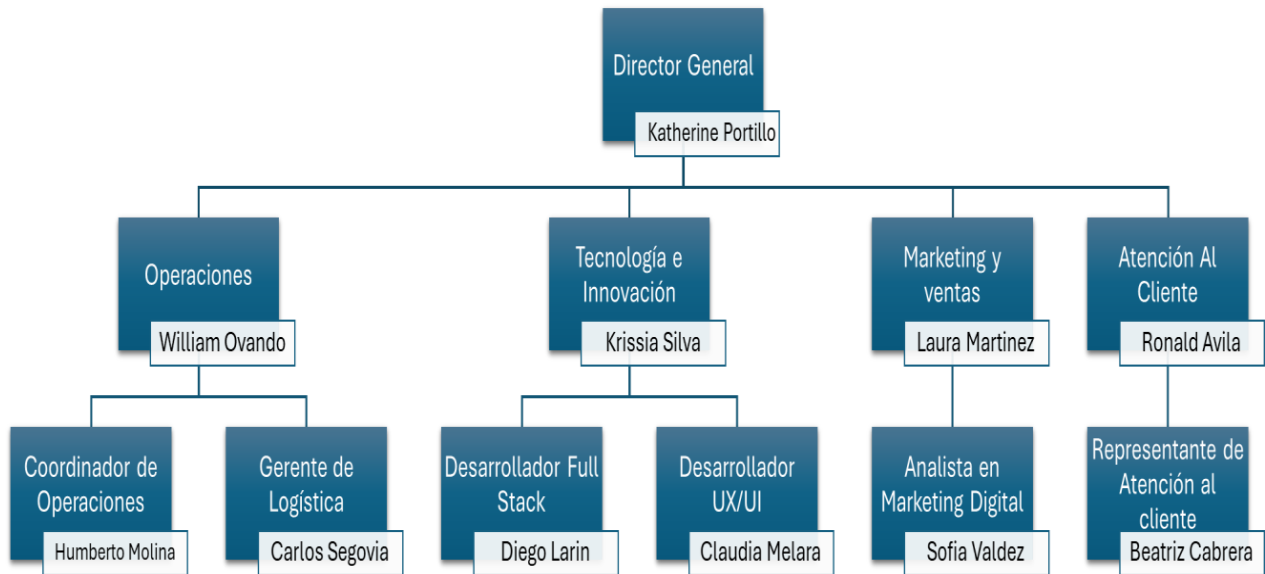 Director General
Katherine Portillo
Operaciones
William Ovando
Tecnología e
Innovación
Krissia Silva
Marketing y
ventas
Laura Martinez
Atención Al
Cliente
Ronald Avila
Coordinador de
Operaciones
Humberto Molina
Gerente de
Logística
Carlos Segovia
Desarrollador Full
Stack
Diego Larin
Desarrollador
UX/UI
Claudia Melara
Analista en
Marketing Digital
Sofia Valdez
Representante de
Atención al
cliente
Beatriz Cabrera